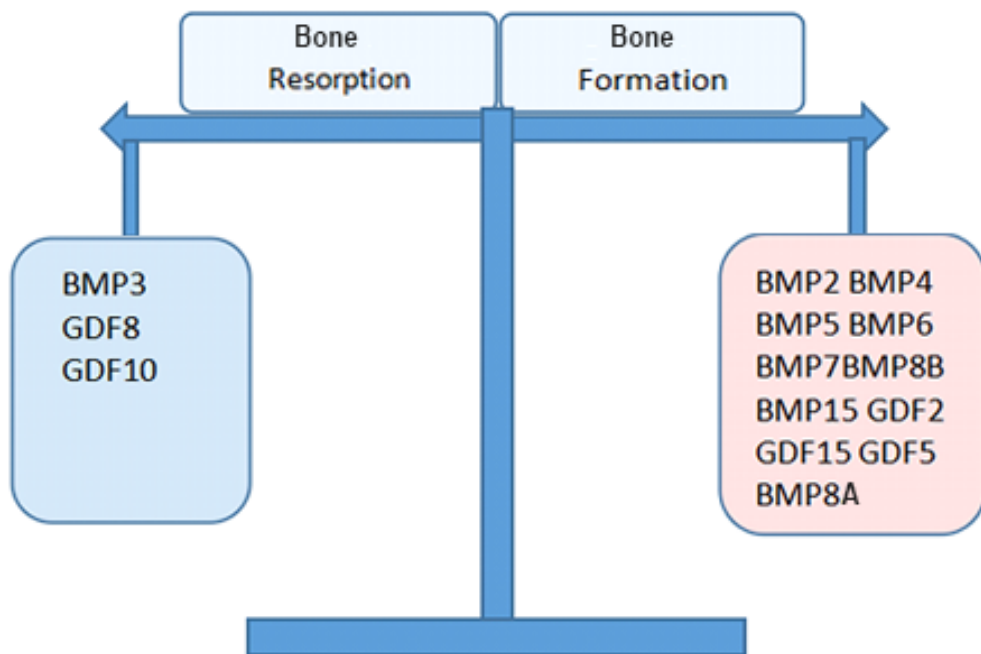 Bone
Resorption
Bone
Formation
BMP3
GDF8
GDF10
BMP2 BMP4
BMP5 BMP6
BMP7BMP8B
BMP15 GDF2
GDF15 GDF5
BMP8A